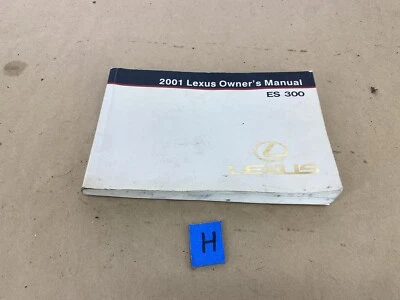 2001 Lexus Owner's Manual
ES 300
LEXUS
H